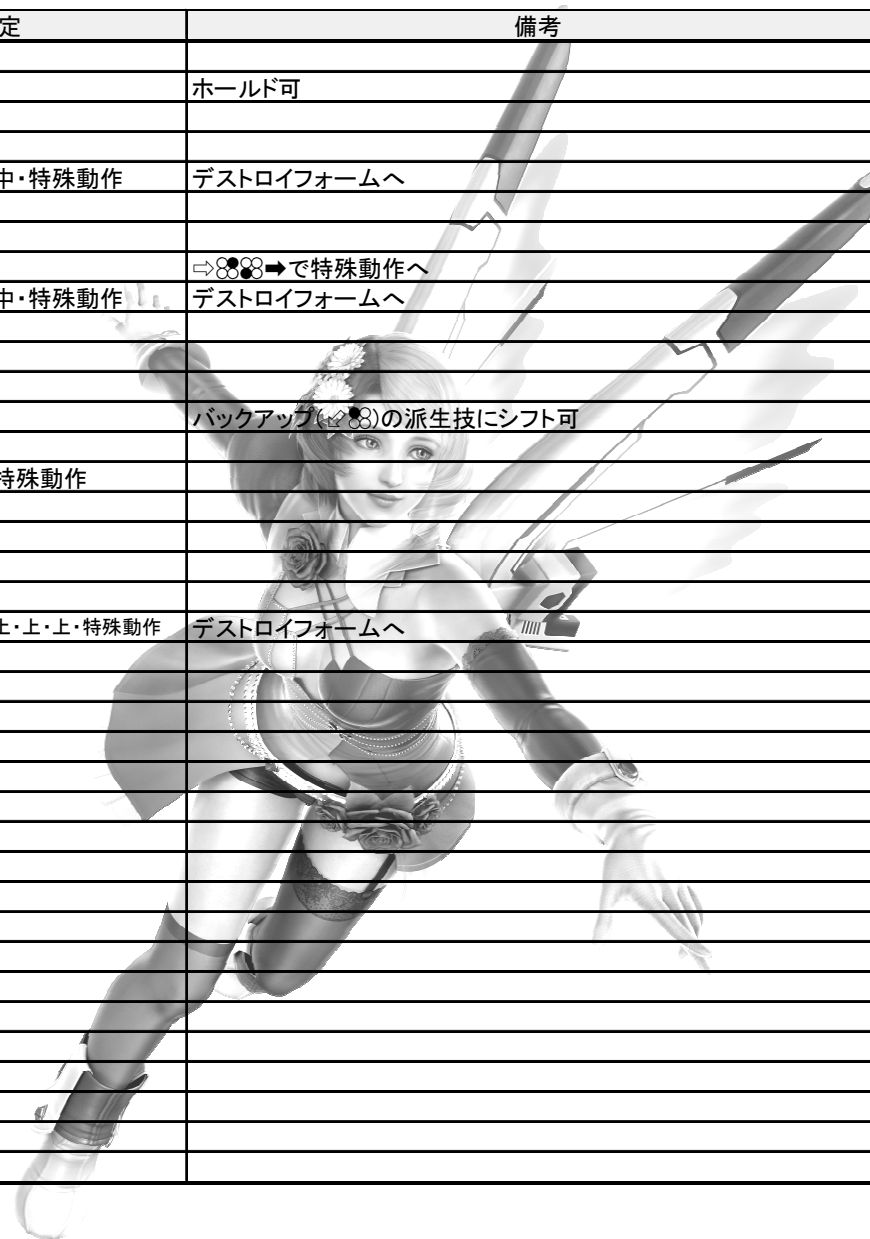 定 備考
ホールド可
中・特殊動作 デストロイフォームへ
⇨で特殊動作へ
中・特殊動作 デストロイフォームへ
バックアップ(⬃)の派生技にシフト可
特殊動作
上・上・上・特殊動作 デストロイフォームへ